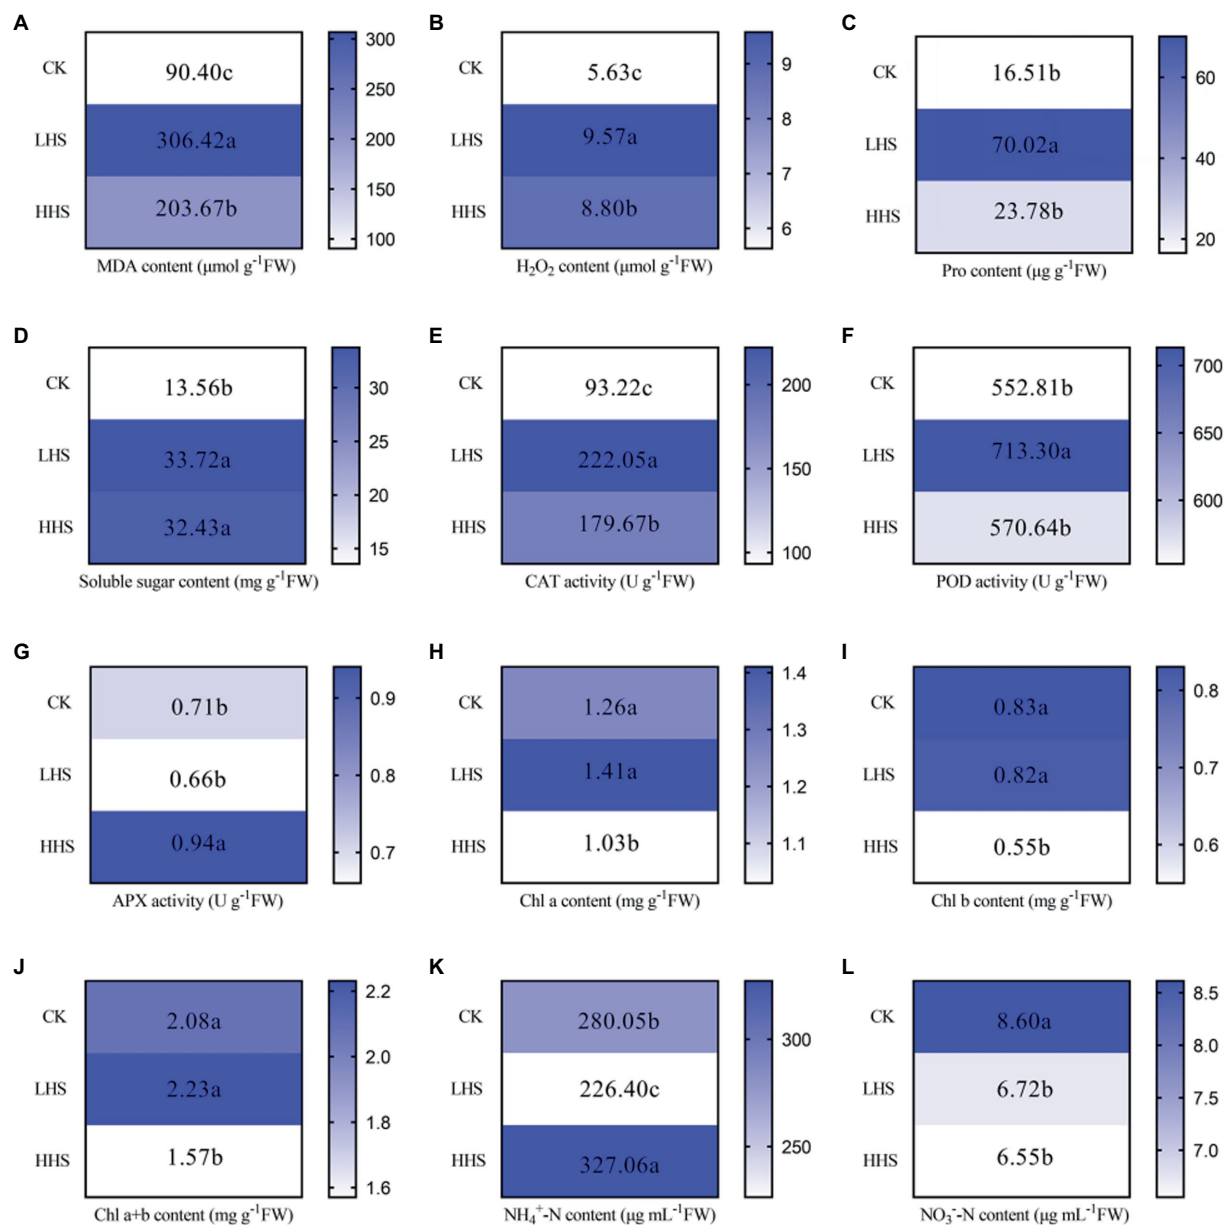 A
CK
90.40c
LHS
306.42a
HHS
203.67b
300
250
200
150
100
MDA content (μmol g⁻¹FW)
B
CK
5.63c
LHS
9.57a
HHS
8.80b
9
8
7
6
H₂O₂ content (μmol g⁻¹FW)
C
CK
16.51b
LHS
70.02a
HHS
23.78b
60
40
20
Pro content (μg g⁻¹FW)
D
CK
13.56b
LHS
33.72a
HHS
32.43a
30
25
20
15
Soluble sugar content (mg g⁻¹FW)
E
CK
93.22c
LHS
222.05a
HHS
179.67b
200
150
100
CAT activity (U g⁻¹FW)
F
CK
552.81b
LHS
713.30a
HHS
570.64b
700
650
600
POD activity (U g⁻¹FW)
G
CK
0.71b
LHS
0.66b
HHS
0.94a
0.9
0.8
0.7
APX activity (U g⁻¹FW)
H
CK
1.26a
LHS
1.41a
HHS
1.03b
1.4
1.3
1.2
1.1
Chl a content (mg g⁻¹FW)
I
CK
0.83a
LHS
0.82a
HHS
0.55b
0.8
0.7
0.6
Chl b content (mg g⁻¹FW)
J
CK
2.08a
LHS
2.23a
HHS
1.57b
2.2
2.0
1.8
1.6
Chl a+b content (mg g⁻¹FW)
K
CK
280.05b
LHS
226.40c
HHS
327.06a
300
250
NH₄⁺-N content (μg mL⁻¹FW)
L
CK
8.60a
LHS
6.72b
HHS
6.55b
8.5
8.0
7.5
7.0
NO₃⁻-N content (μg mL⁻¹FW)